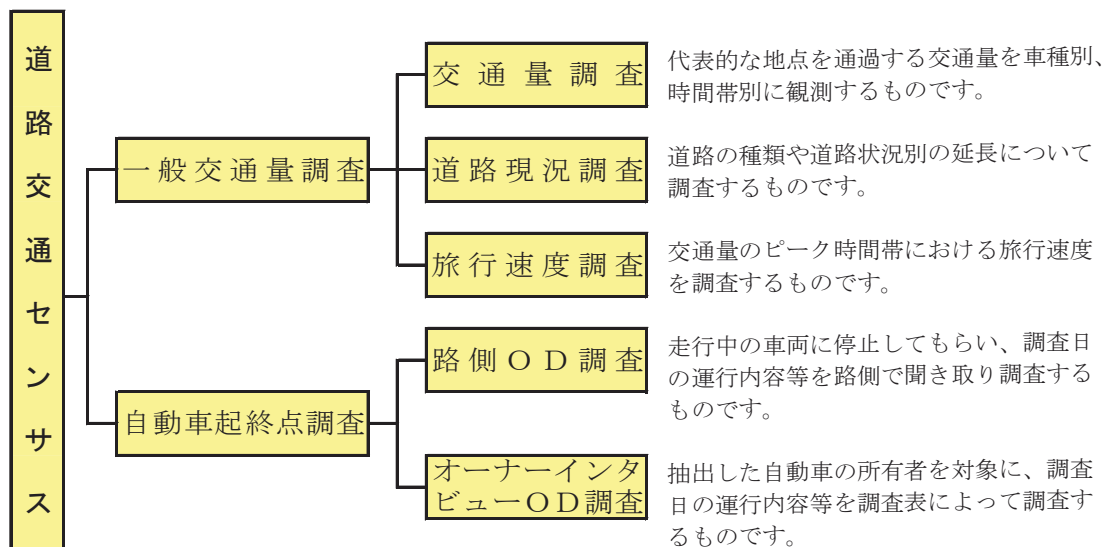 道路交通センサス
一般交通量調査
交通量調査
代表的な地点を通過する交通量を車種別、
時間帯別に観測するものです。
道路現況調査
道路の種類や道路状況別の延長について
調査するものです。
旅行速度調査
交通量のピーク時間帯における旅行速度
を調査するものです。
自動車起終点調査
路側OD調査
走行中の車両に停止してもらい、調査日
の運行内容等を路側で聞き取り調査する
ものです。
オーナーインタ
ビューOD調査
抽出した自動車の所有者を対象に、調査
日の運行内容等を調査表によって調査す
るものです。